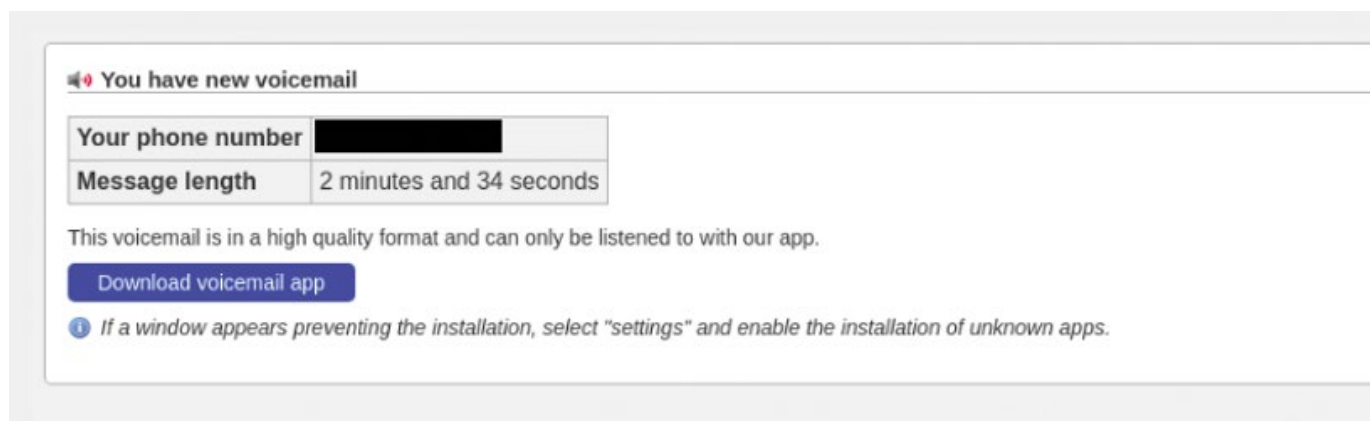 You have new voicemail
Your phone number
Message length 2 minutes and 34 seconds
This voicemail is in a high quality format and can only be listened to with our app.
Download voicemail app
If a window appears preventing the installation, select "settings" and enable the installation of unknown apps.